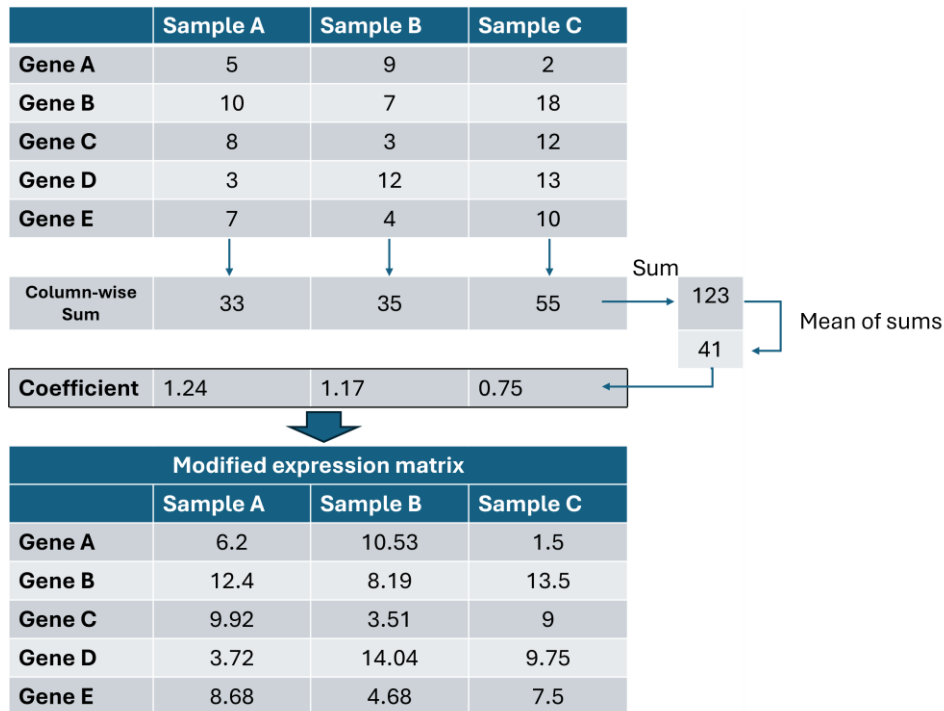 Sample A Sample B Sample C
Gene A 5 9 2
Gene B 10 7 18
Gene C 8 3 12
Gene D 3 12 13
Gene E 7 4 10
Sum
Column-wise
Sum
33 35 55
123
Mean of sums
41
Coefficient 1.24 1.17 0.75
Modified expression matrix
Sample A Sample B Sample C
Gene A 6.2 10.53 1.5
Gene B 12.4 8.19 13.5
Gene C 9.92 3.51 9
Gene D 3.72 14.04 9.75
Gene E 8.68 4.68 7.5